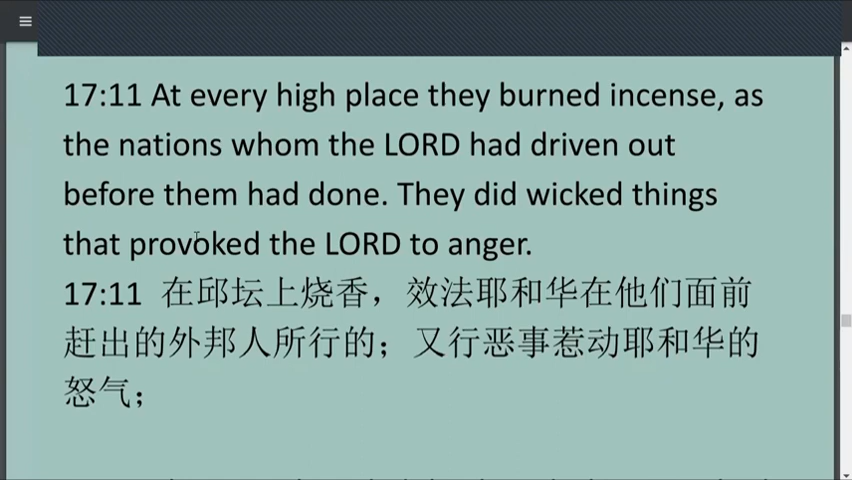 17:11 At every high place they burned incense, as
the nations whom the LORD had driven out
before them had done. They did wicked things
that provoked the LORD to anger.
17:11 在邱坛上烧香，效法耶和华在他们面前
赶出的外邦人所行的；又行恶事惹动耶和华的
怒气；